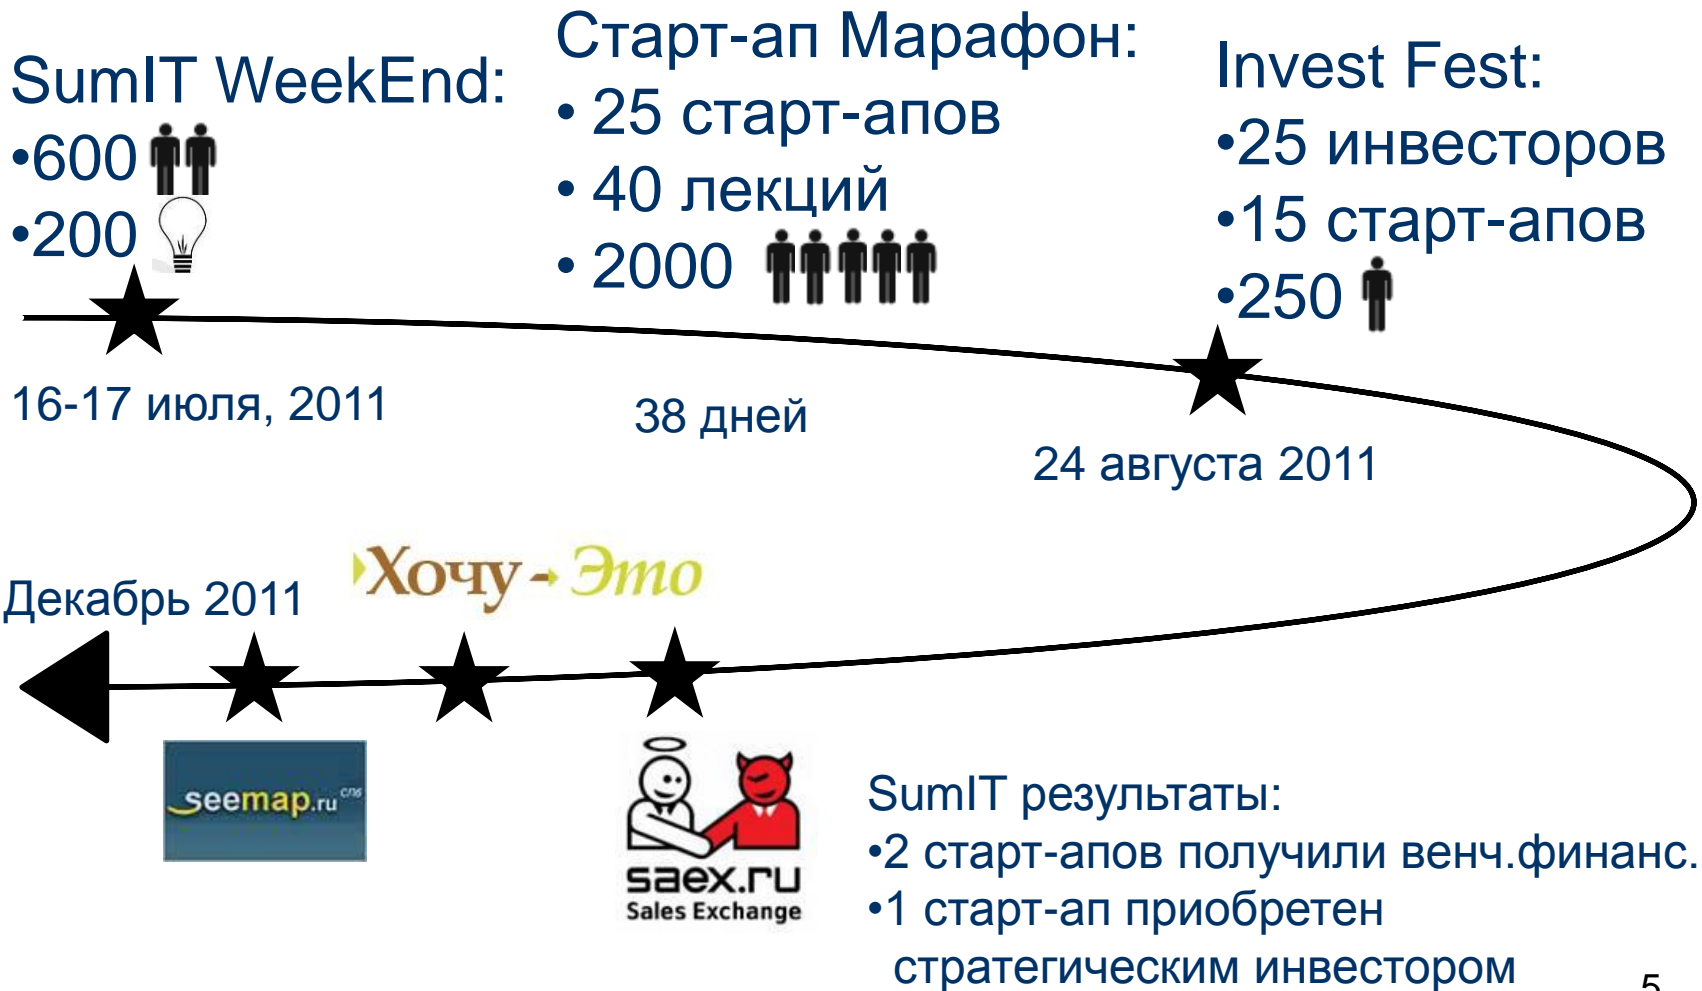 SumIT WeekEnd:
•600
•200
Старт-ап Марафон:
• 25 старт-апов
• 40 лекций
• 2000
Invest Fest:
•25 инвесторов
•15 старт-апов
•250
16-17 июля, 2011
38 дней
24 августа 2011
Декабрь 2011
Хочу - Это
seemap.ru спб
saex.ru
Sales Exchange
SumIT результаты:
•2 старт-апов получили венч.финанс.
•1 старт-ап приобретен
стратегическим инвестором
5